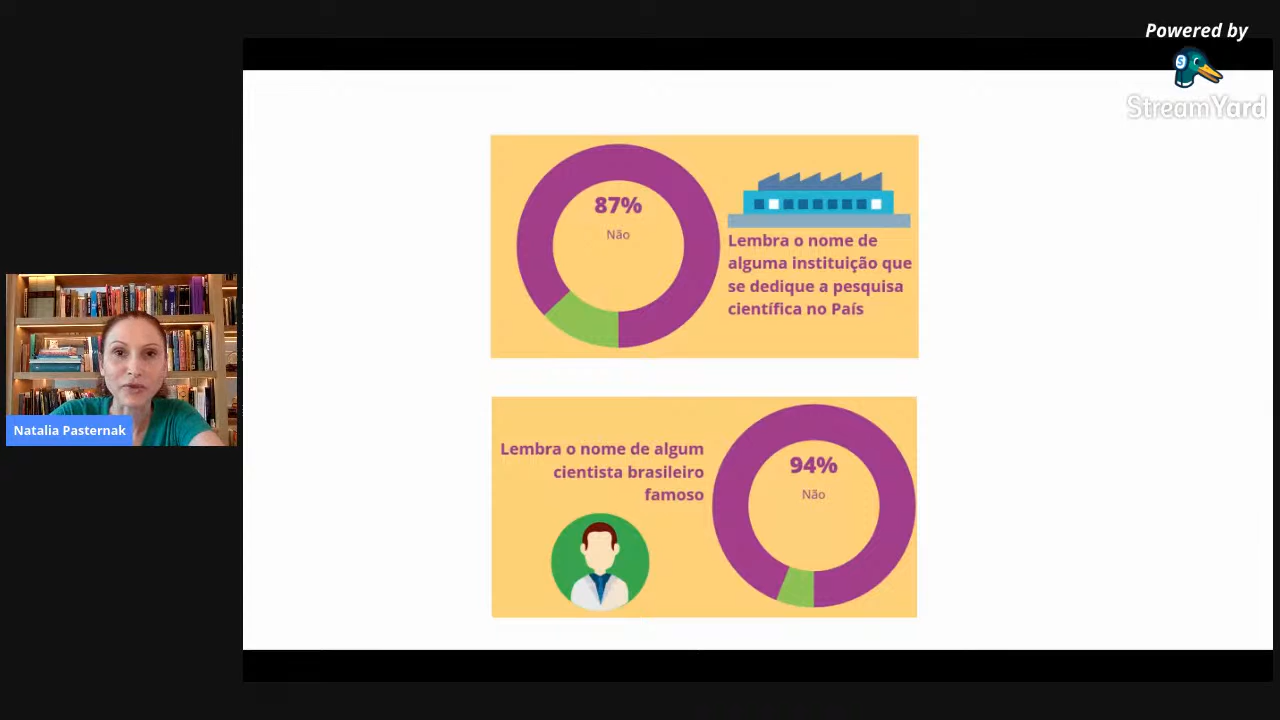 Powered by
StreamYard
87%
Não
Lembra o nome de
alguma instituição que
se dedique a pesquisa
científica no País
Natalia Pasternak
Lembra o nome de algum
cientista brasileiro
famoso
94%
Não